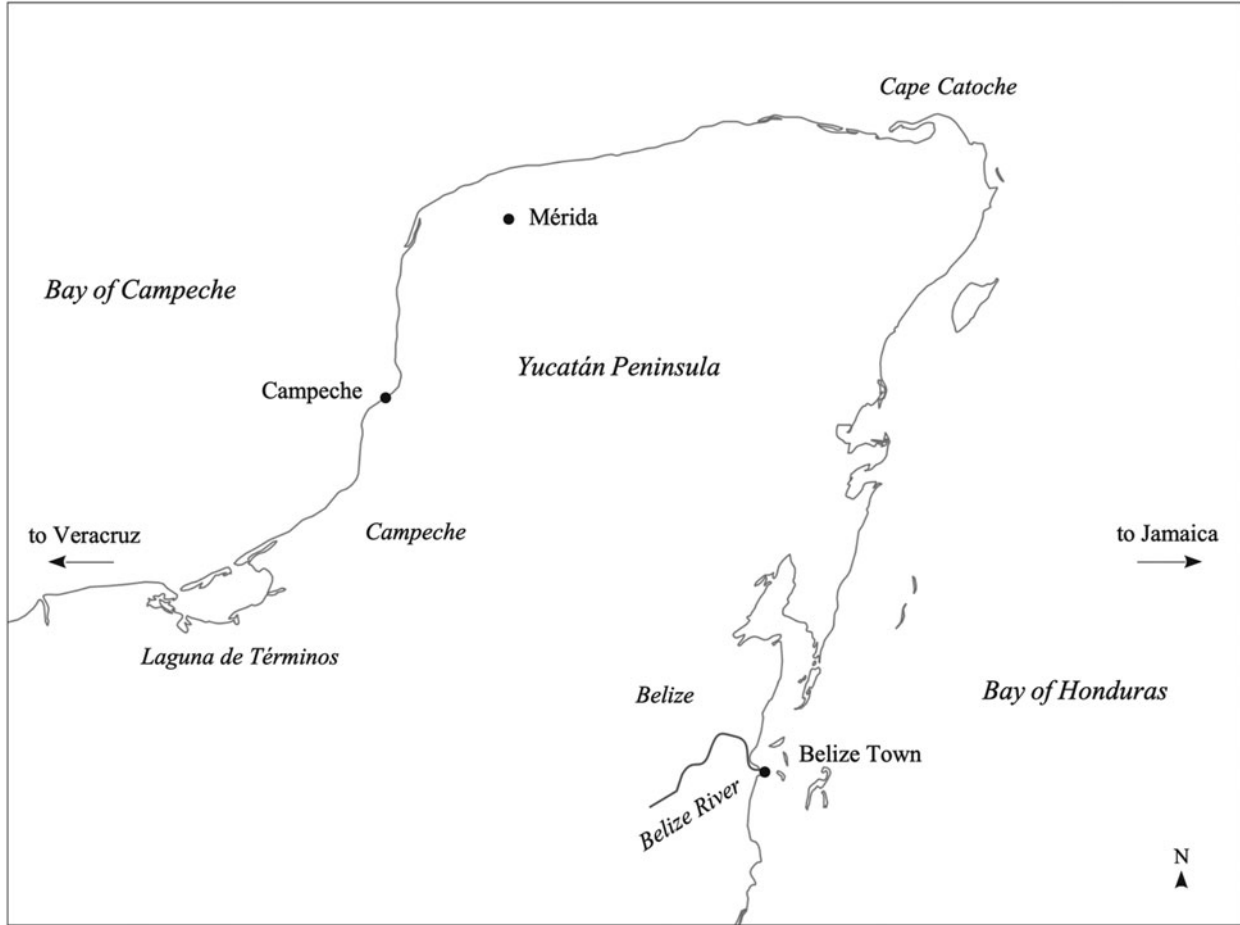 Cape Catoche
Mérida
Bay of Campeche
Yucatán Peninsula
Campeche
Campeche
to Veracruz
to Jamaica
Laguna de Términos
Belize
Bay of Honduras
Belize Town
Belize River
N